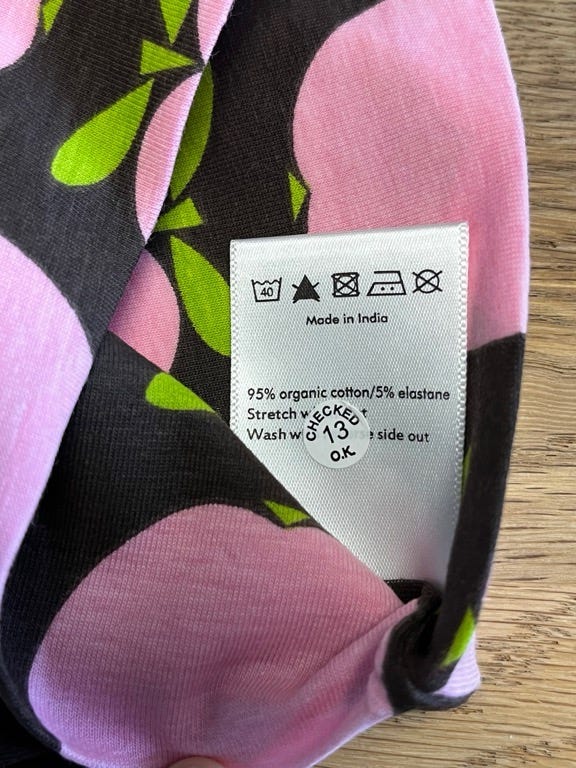 40
Made in India
95% organic cotton/5% elastane
Stretch
Wash side out
CHECKED
13
O.K